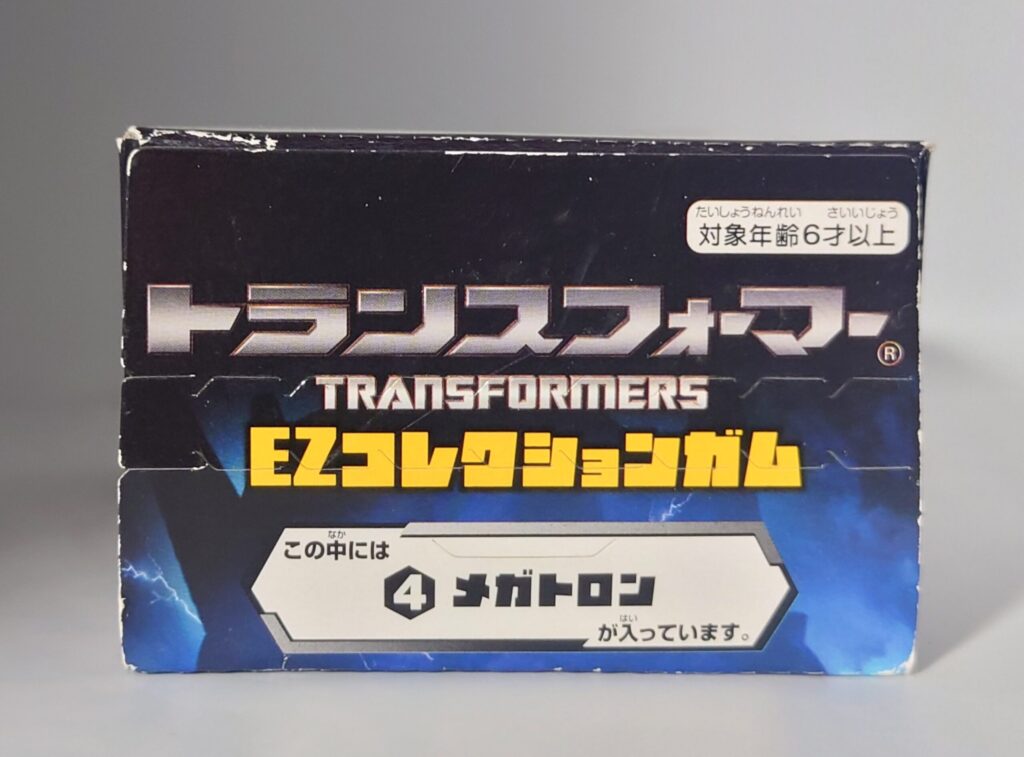 たいしょうねんれい さいいじょう
対象年齢6才以上
トランスフォーマー®
TRANSFORMERS
EZコレクションガム
なか
この中には
4 メガトロン
はい
が入っています。